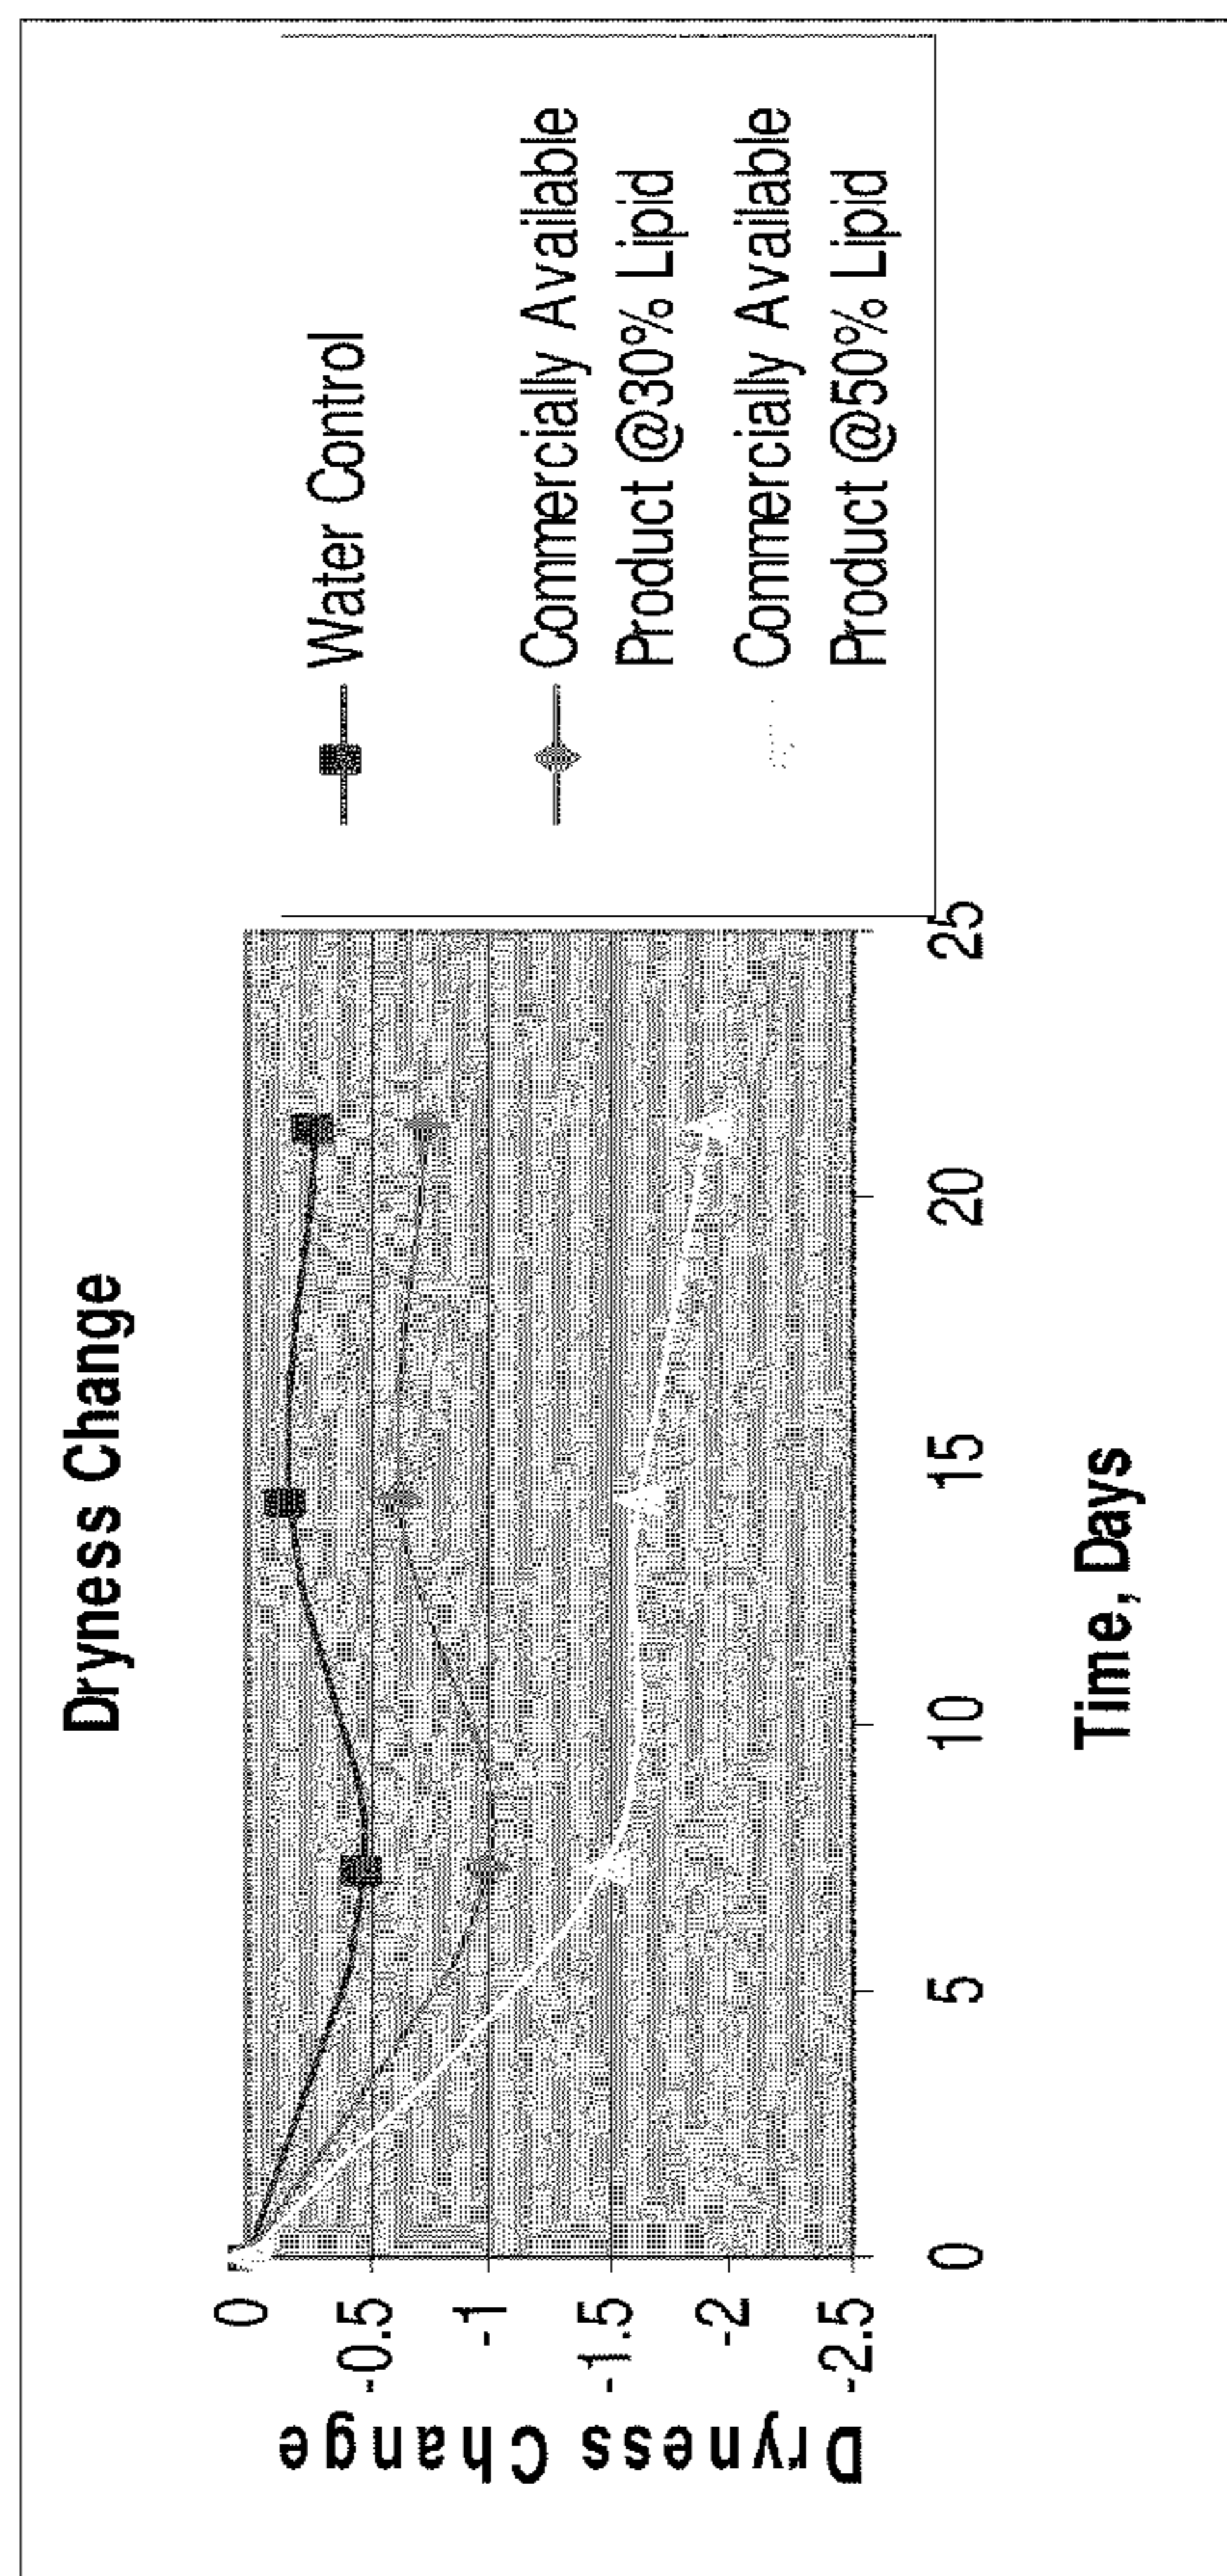 Dryness Change
Dryness Change
0
-0.5
-1
-1.5
-2
-2.5
0
5
10
15
20
25
Time, Days
Water Control
Commercially Available
Product @30% Lipid
Commercially Available
Product @50% Lipid